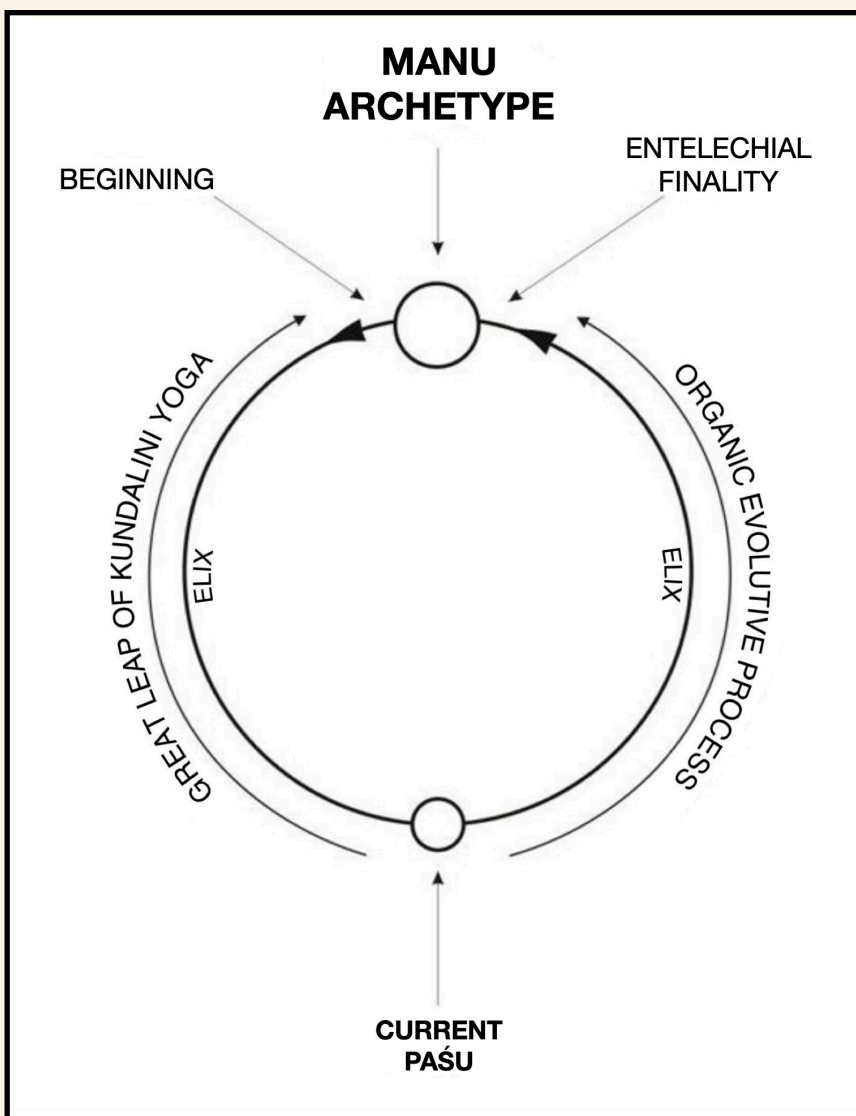 MANU
ARCHETYPE
BEGINNING
ENTELECHIAL
FINALITY
GREAT LEAP OF KUNDALINI YOGA
ELIX
ELIX
ORGANIC EVOLUTIVE PROCESS
CURRENT
PAŚU